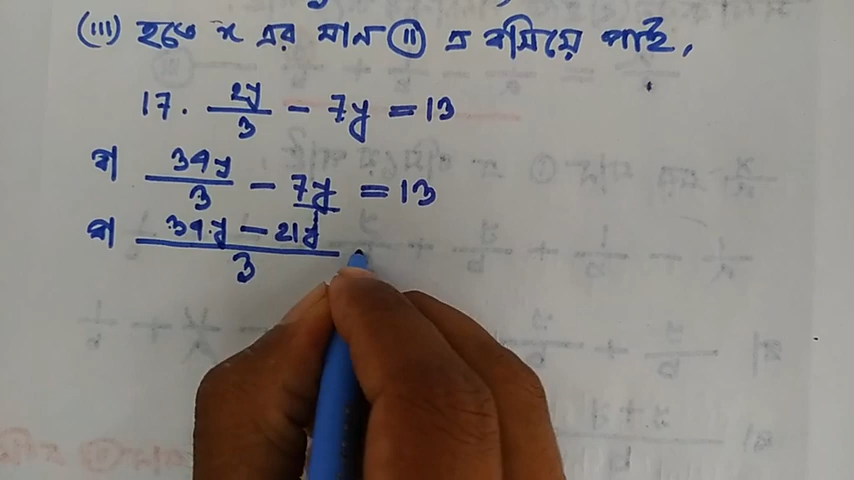 (iii) হতে x এর মান (ii) এ বসিয়ে পাই,
17. 2y/3 - 7y = 13
বা 34y/3 - 7y = 13
বা 34y - 21y/3